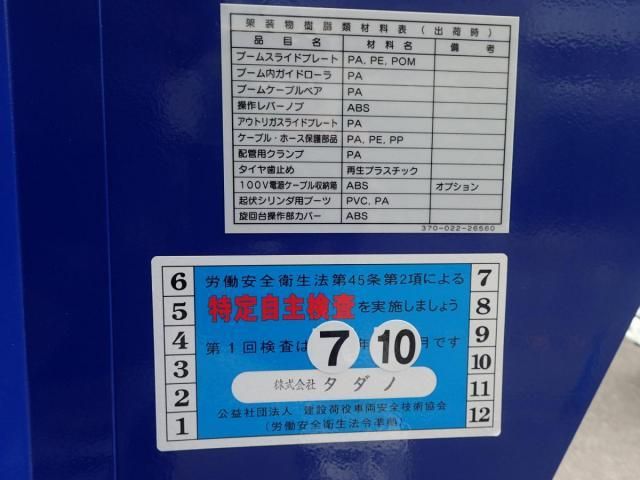 架装物樹脂類材料表(出荷時)
品目名 材料名 備考
ブームスライドプレート PA, PE, POM
ブーム内ガイドローラ PA
ブームケーブルベア PA
操作レバーノブ ABS
アウトリガスライドプレート PA
ケーブル・ホース保護部品 PA, PE, PP
配管用クランプ PA
タイヤ歯止め 再生プラスチック
100V電源ケーブル収納箱 ABS オプション
起伏シリンダ用ブーツ PVC, PA
旋回台操作部カバー ABS
370-022-26560
6 労働安全衛生法第45条第2項による 7
5 特定自主検査を実施しましょう 8
4 第1回検査は 7 年 10 月です 9
3 10
2 株式会社タダノ 11
1 公益社団法人 建設荷役車両安全技術協会 12
(労働安全衛生法令準拠)